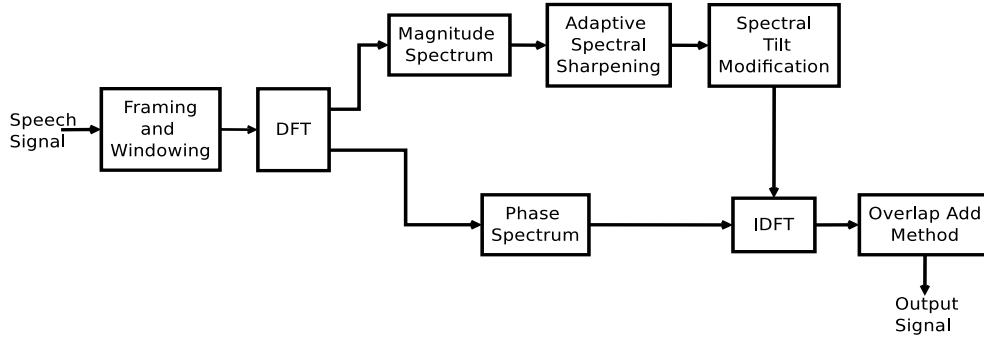 Speech
Signal
Framing
and
Windowing
DFT
Magnitude
Spectrum
Adaptive
Spectral
Sharpening
Spectral
Tilt
Modification
Phase
Spectrum
IDFT
Overlap Add
Method
Output
Signal